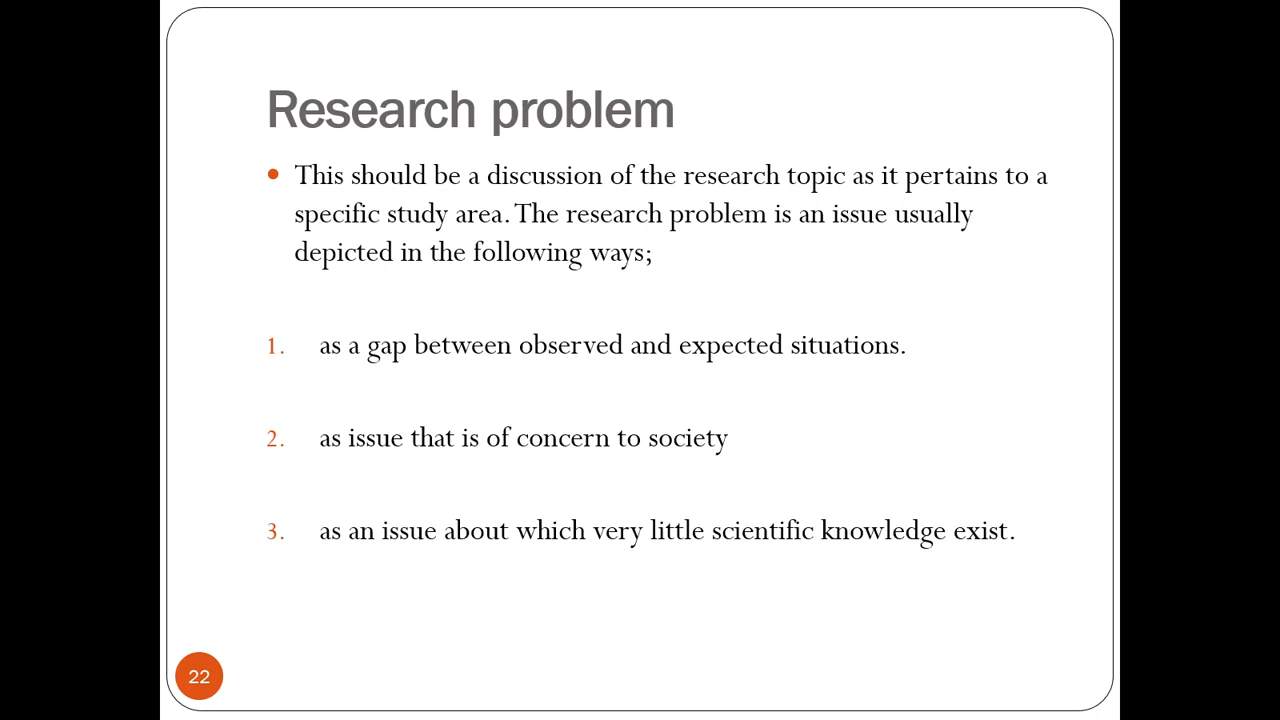 Research problem
• This should be a discussion of the research topic as it pertains to a
specific study area. The research problem is an issue usually
depicted in the following ways;
1. as a gap between observed and expected situations.
2. as issue that is of concern to society
3. as an issue about which very little scientific knowledge exist.
22